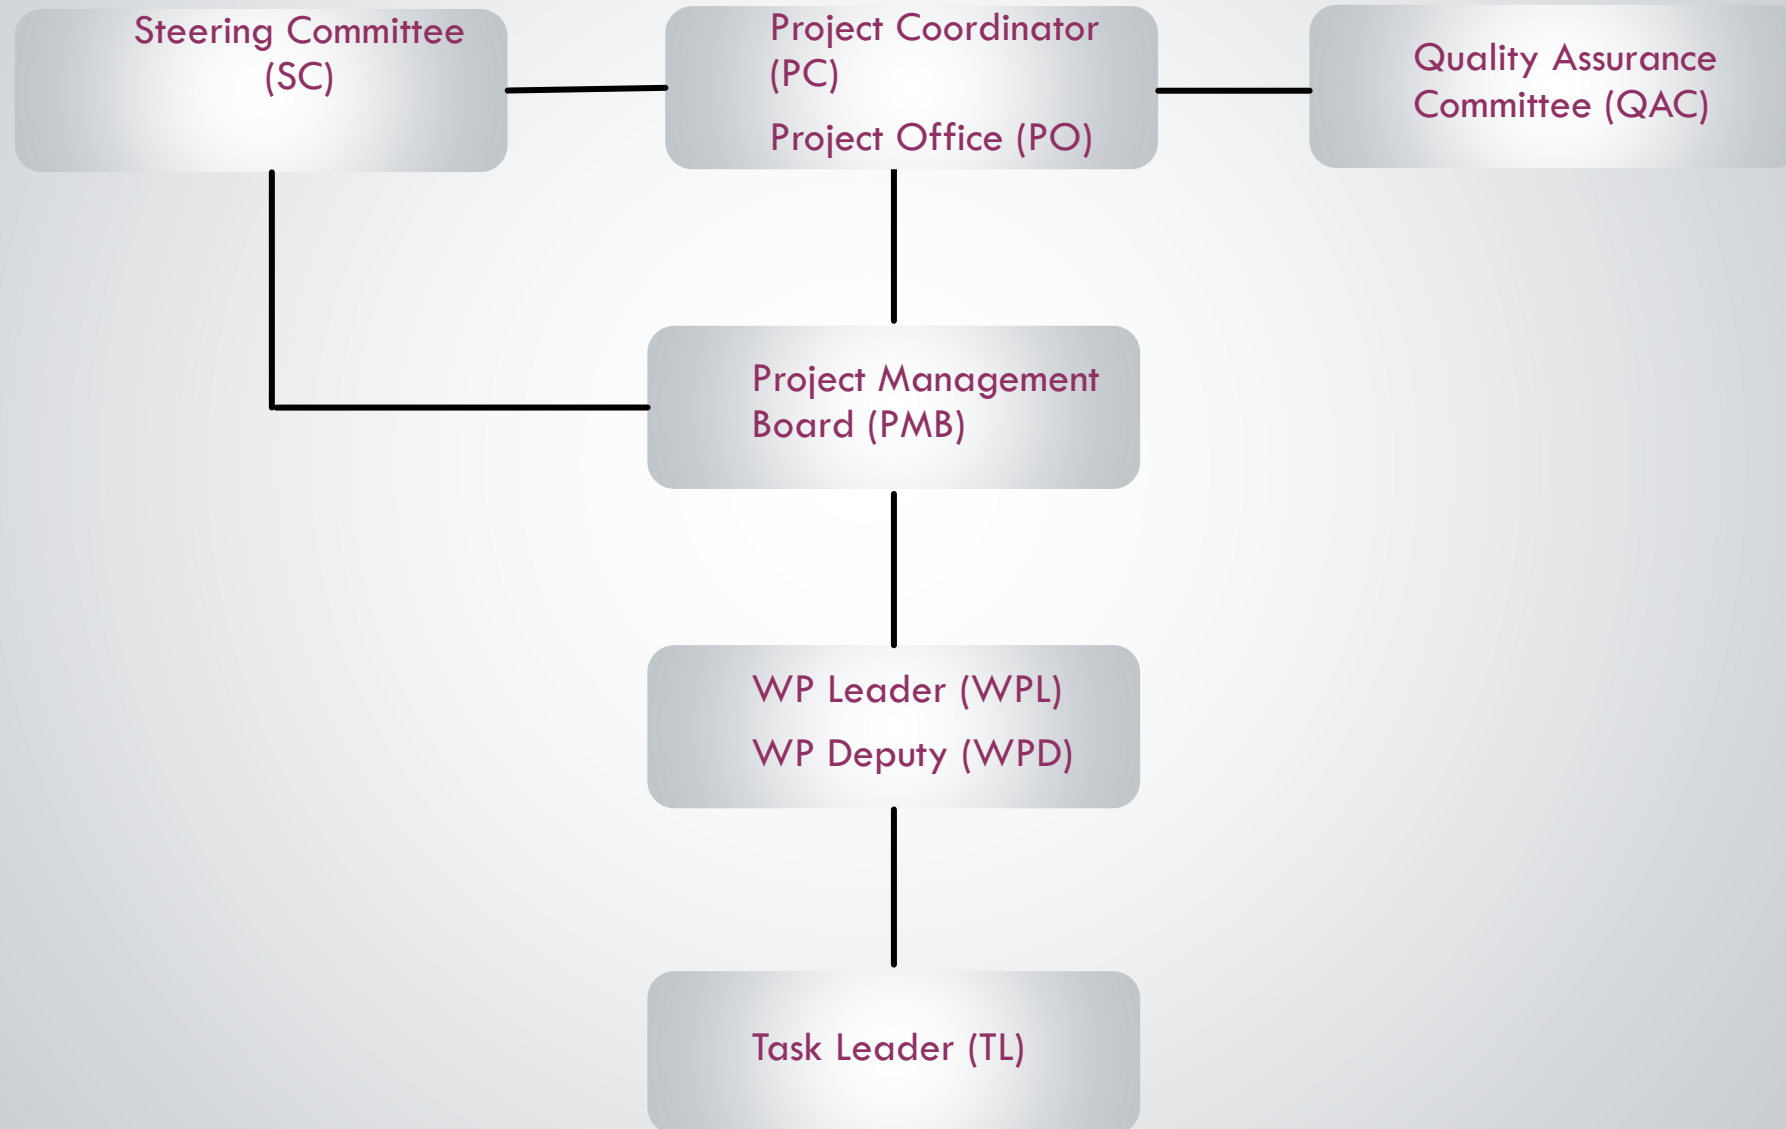 Steering Committee
(SC)
Project Coordinator
(PC)
Project Office (PO)
Quality Assurance
Committee (QAC)
Project Management
Board (PMB)
WP Leader (WPL)
WP Deputy (WPD)
Task Leader (TL)